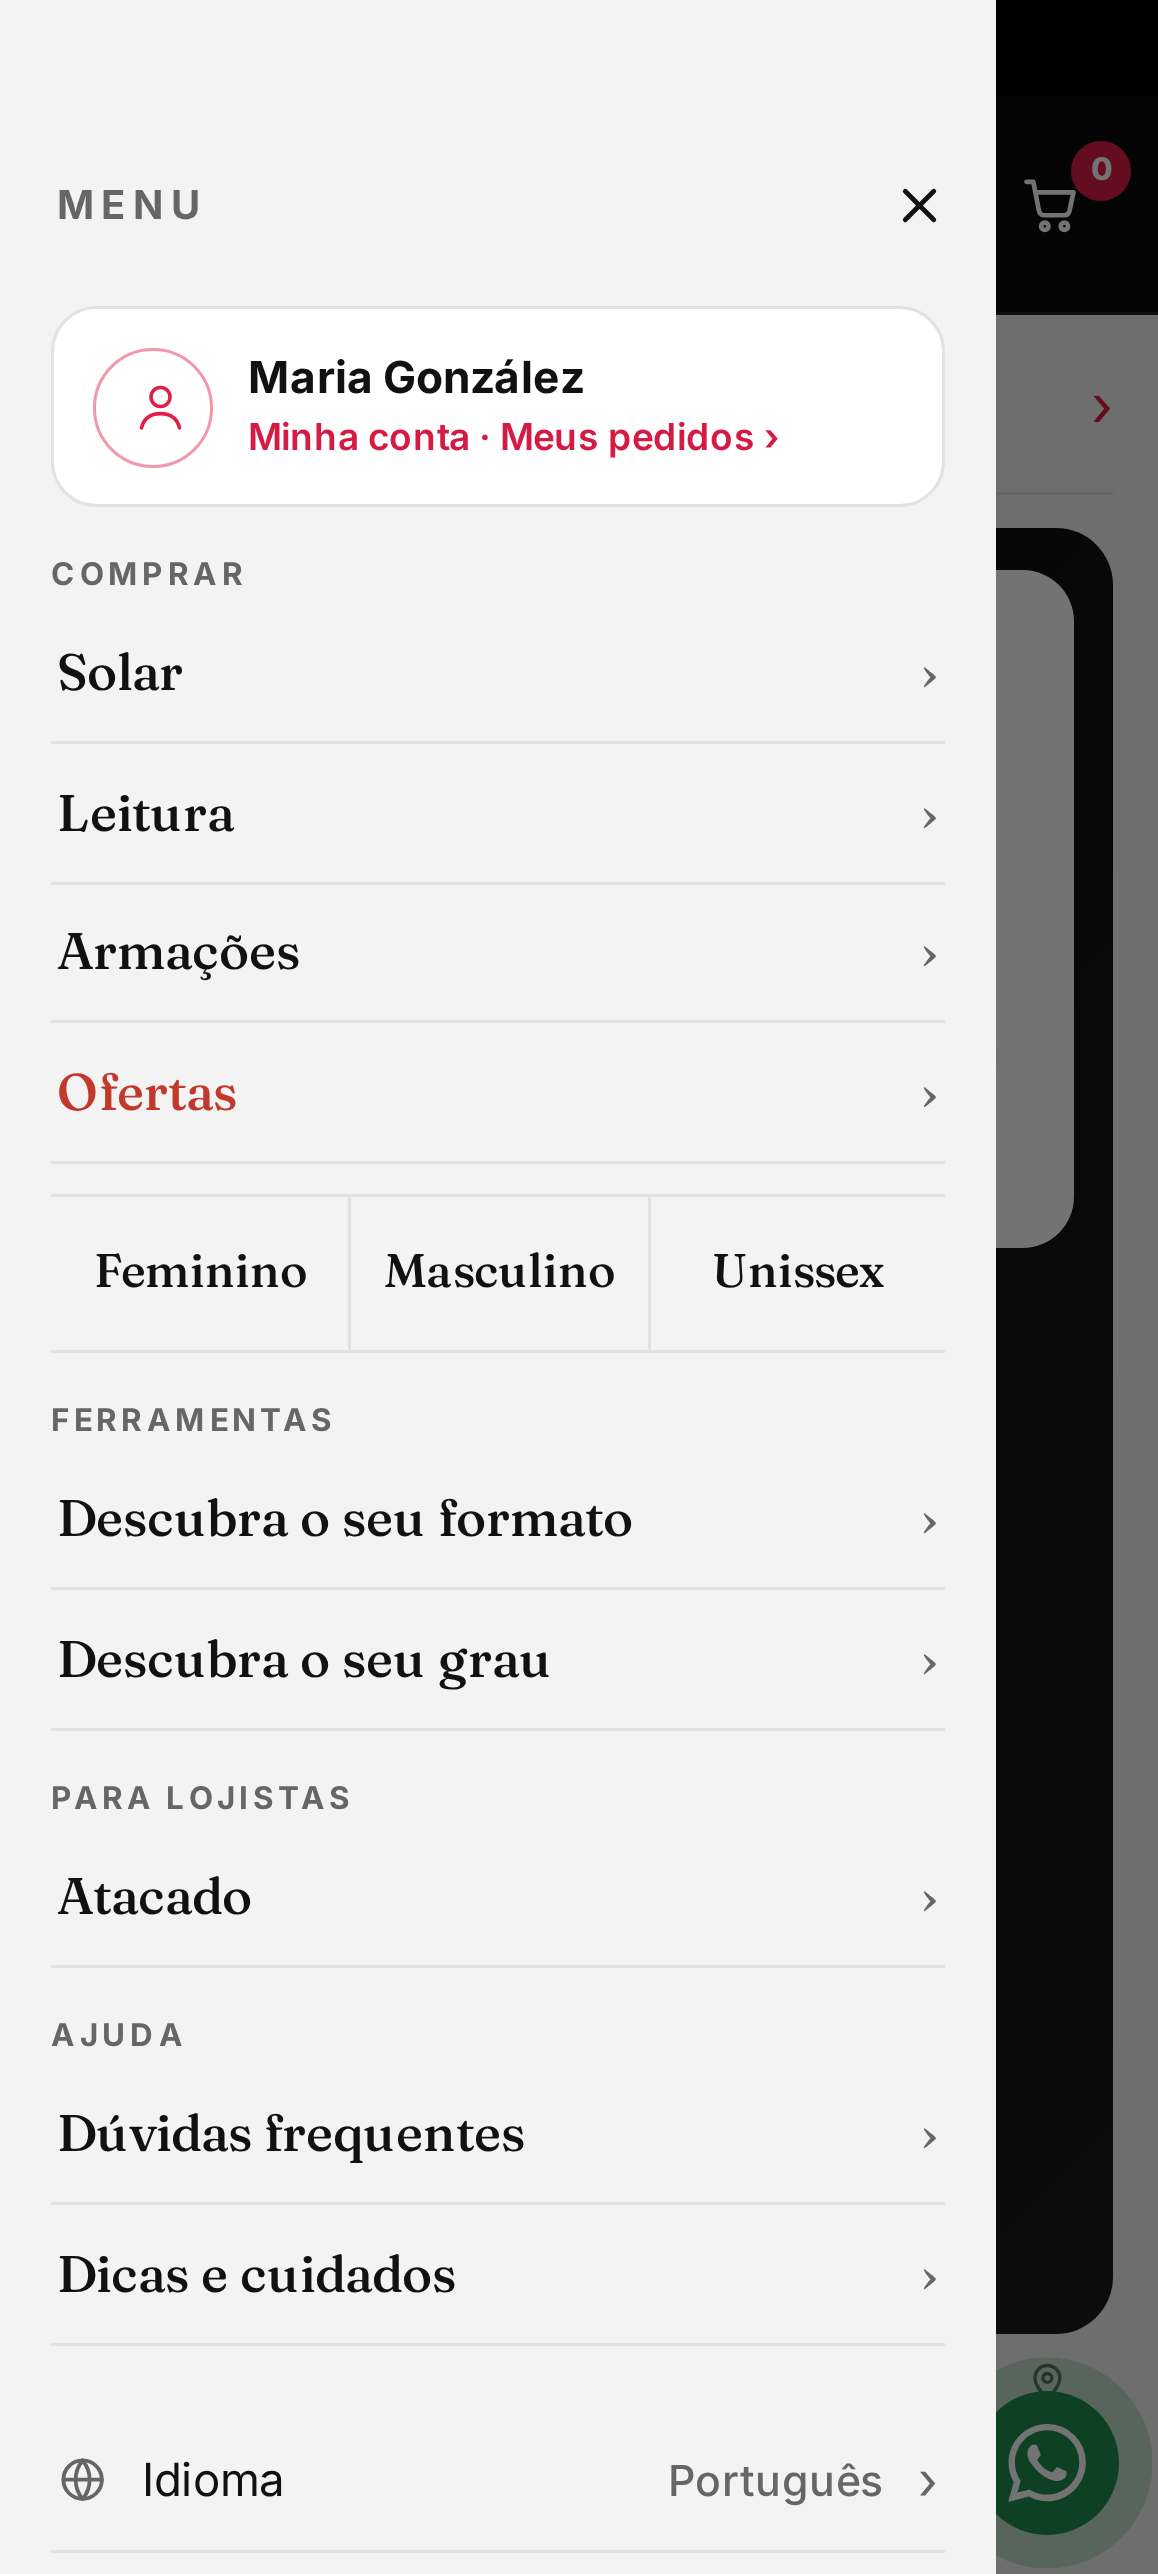 MENU
0
Maria González
Minha conta · Meus pedidos ›
COMPRAR
Solar
Leitura
Armações
Ofertas
Feminino Masculino Unissex
FERRAMENTAS
Descubra o seu formato
Descubra o seu grau
PARA LOJISTAS
Atacado
AJUDA
Dúvidas frequentes
Dicas e cuidados
Idioma Português